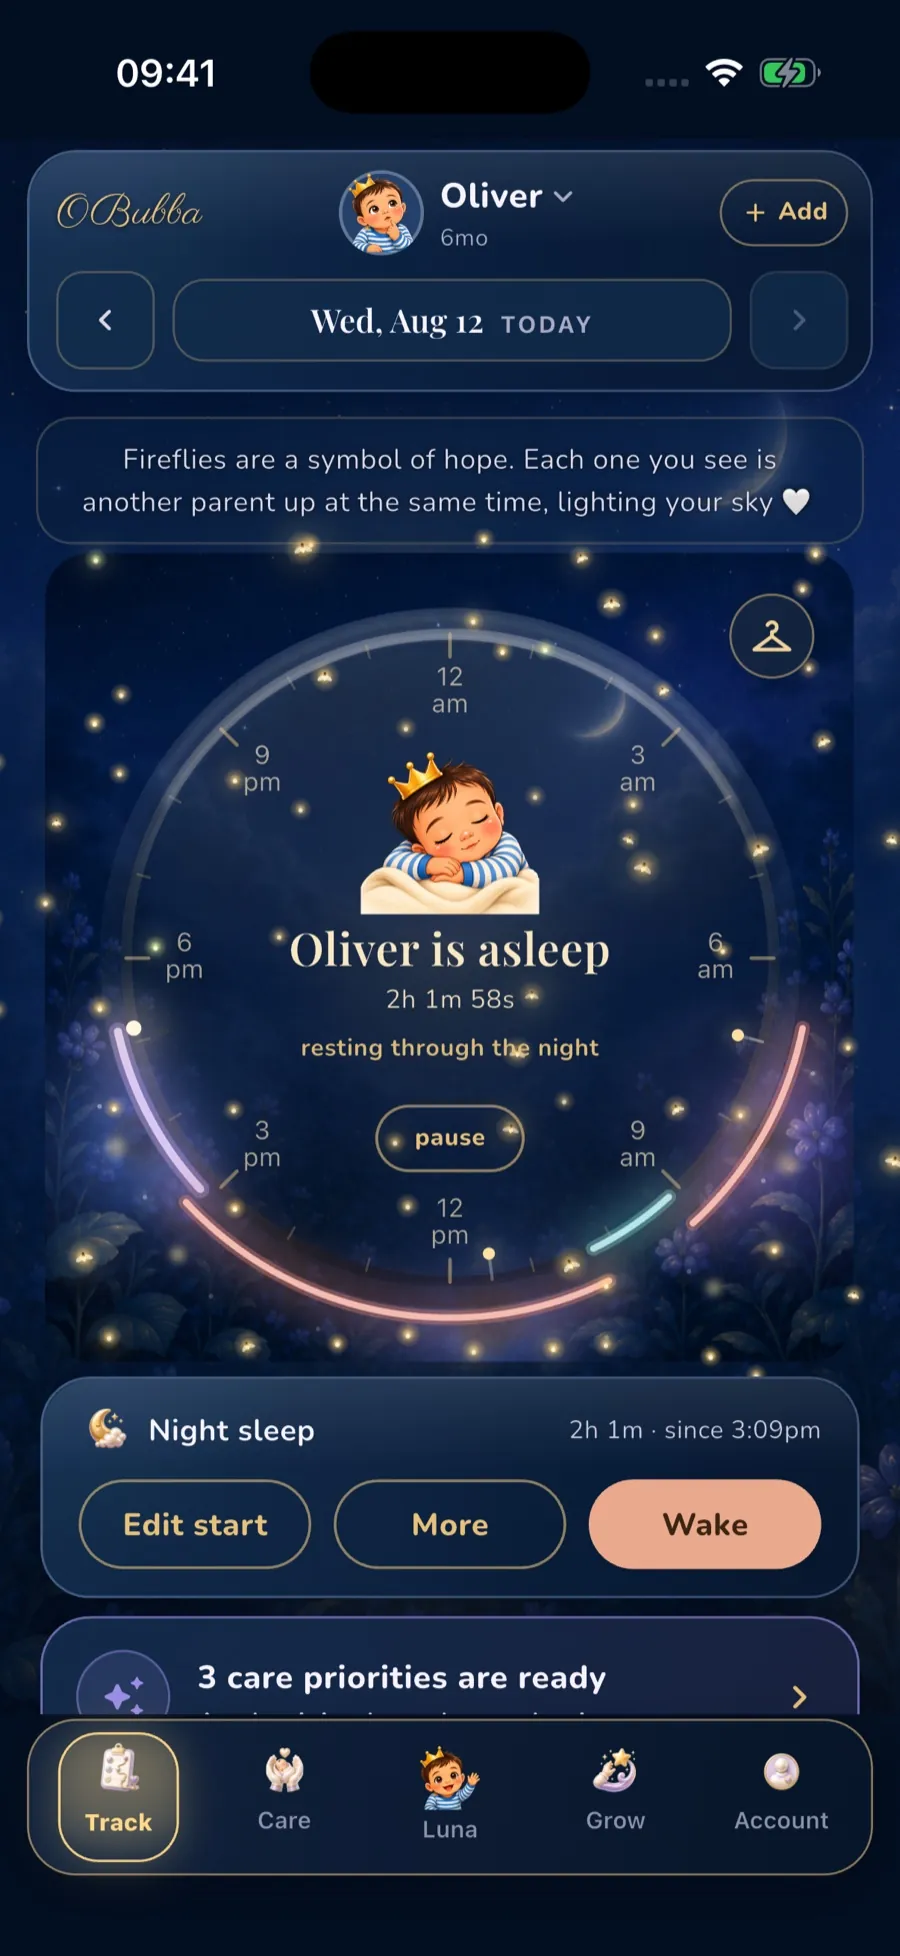 09:41
OBubba
Oliver
6mo
+ Add
Wed, Aug 12 TODAY
Fireflies are a symbol of hope. Each one you see is
another parent up at the same time, lighting your sky 🤍
12
am
9
pm
3
am
6
pm
6
am
Oliver is asleep
2h 1m 58s
resting through the night
3
pm
9
am
pause
12
pm
Night sleep
2h 1m · since 3:09pm
Edit start
More
Wake
3 care priorities are ready
Track
Care
Luna
Grow
Account